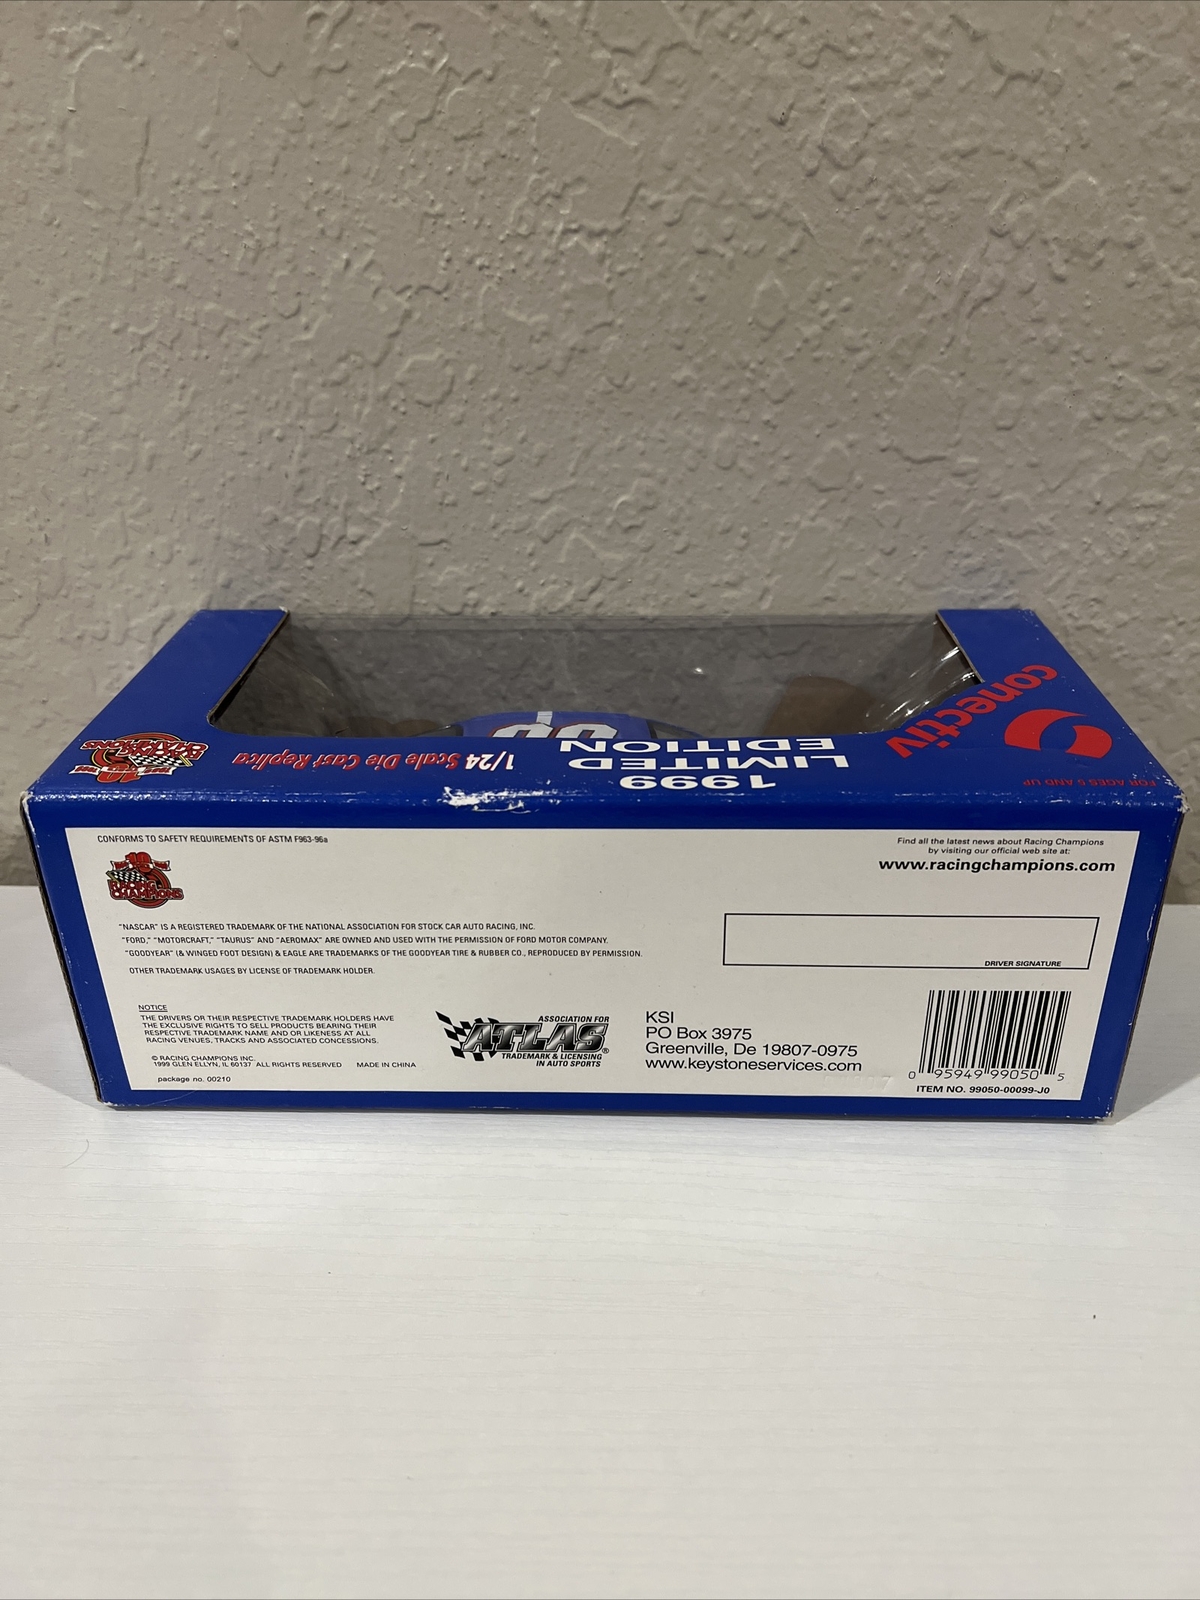 conectiv
FOR AGES 5 AND UP
1999
LIMITED
EDITION
1/24 Scale Die Cast Replica
RACING
CHAMPIONS
CONFORMS TO SAFETY REQUIREMENTS OF ASTM F963-96a
Find all the latest news about Racing Champions
by visiting our official web site at:
www.racingchampions.com
10
RACING
CHAMPIONS
"NASCAR" IS A REGISTERED TRADEMARK OF THE NATIONAL ASSOCIATION FOR STOCK CAR AUTO RACING, INC.
"FORD," "MOTORCRAFT," "TAURUS" AND "AEROMAX" ARE OWNED AND USED WITH THE PERMISSION OF FORD MOTOR COMPANY.
"GOODYEAR" (& WINGED FOOT DESIGN) & EAGLE ARE TRADEMARKS OF THE GOODYEAR TIRE & RUBBER CO., REPRODUCED BY PERMISSION.
OTHER TRADEMARK USAGES BY LICENSE OF TRADEMARK HOLDER.
DRIVER SIGNATURE
NOTICE
THE DRIVERS OR THEIR RESPECTIVE TRADEMARK HOLDERS HAVE
THE EXCLUSIVE RIGHTS TO SELL PRODUCTS BEARING THEIR
RESPECTIVE TRADEMARK NAME AND OR LIKENESS AT ALL
RACING VENUES, TRACKS AND ASSOCIATED CONCESSIONS.
© RACING CHAMPIONS INC.
1999 GLEN ELLYN, IL 60137 ALL RIGHTS RESERVED MADE IN CHINA
package no. 00210
ASSOCIATION FOR
ATLAS®
TRADEMARK & LICENSING
IN AUTO SPORTS
KSI
PO Box 3975
Greenville, De 19807-0975
www.keystoneservices.com
0 95949 99050 5
ITEM NO. 99050-00099-J0